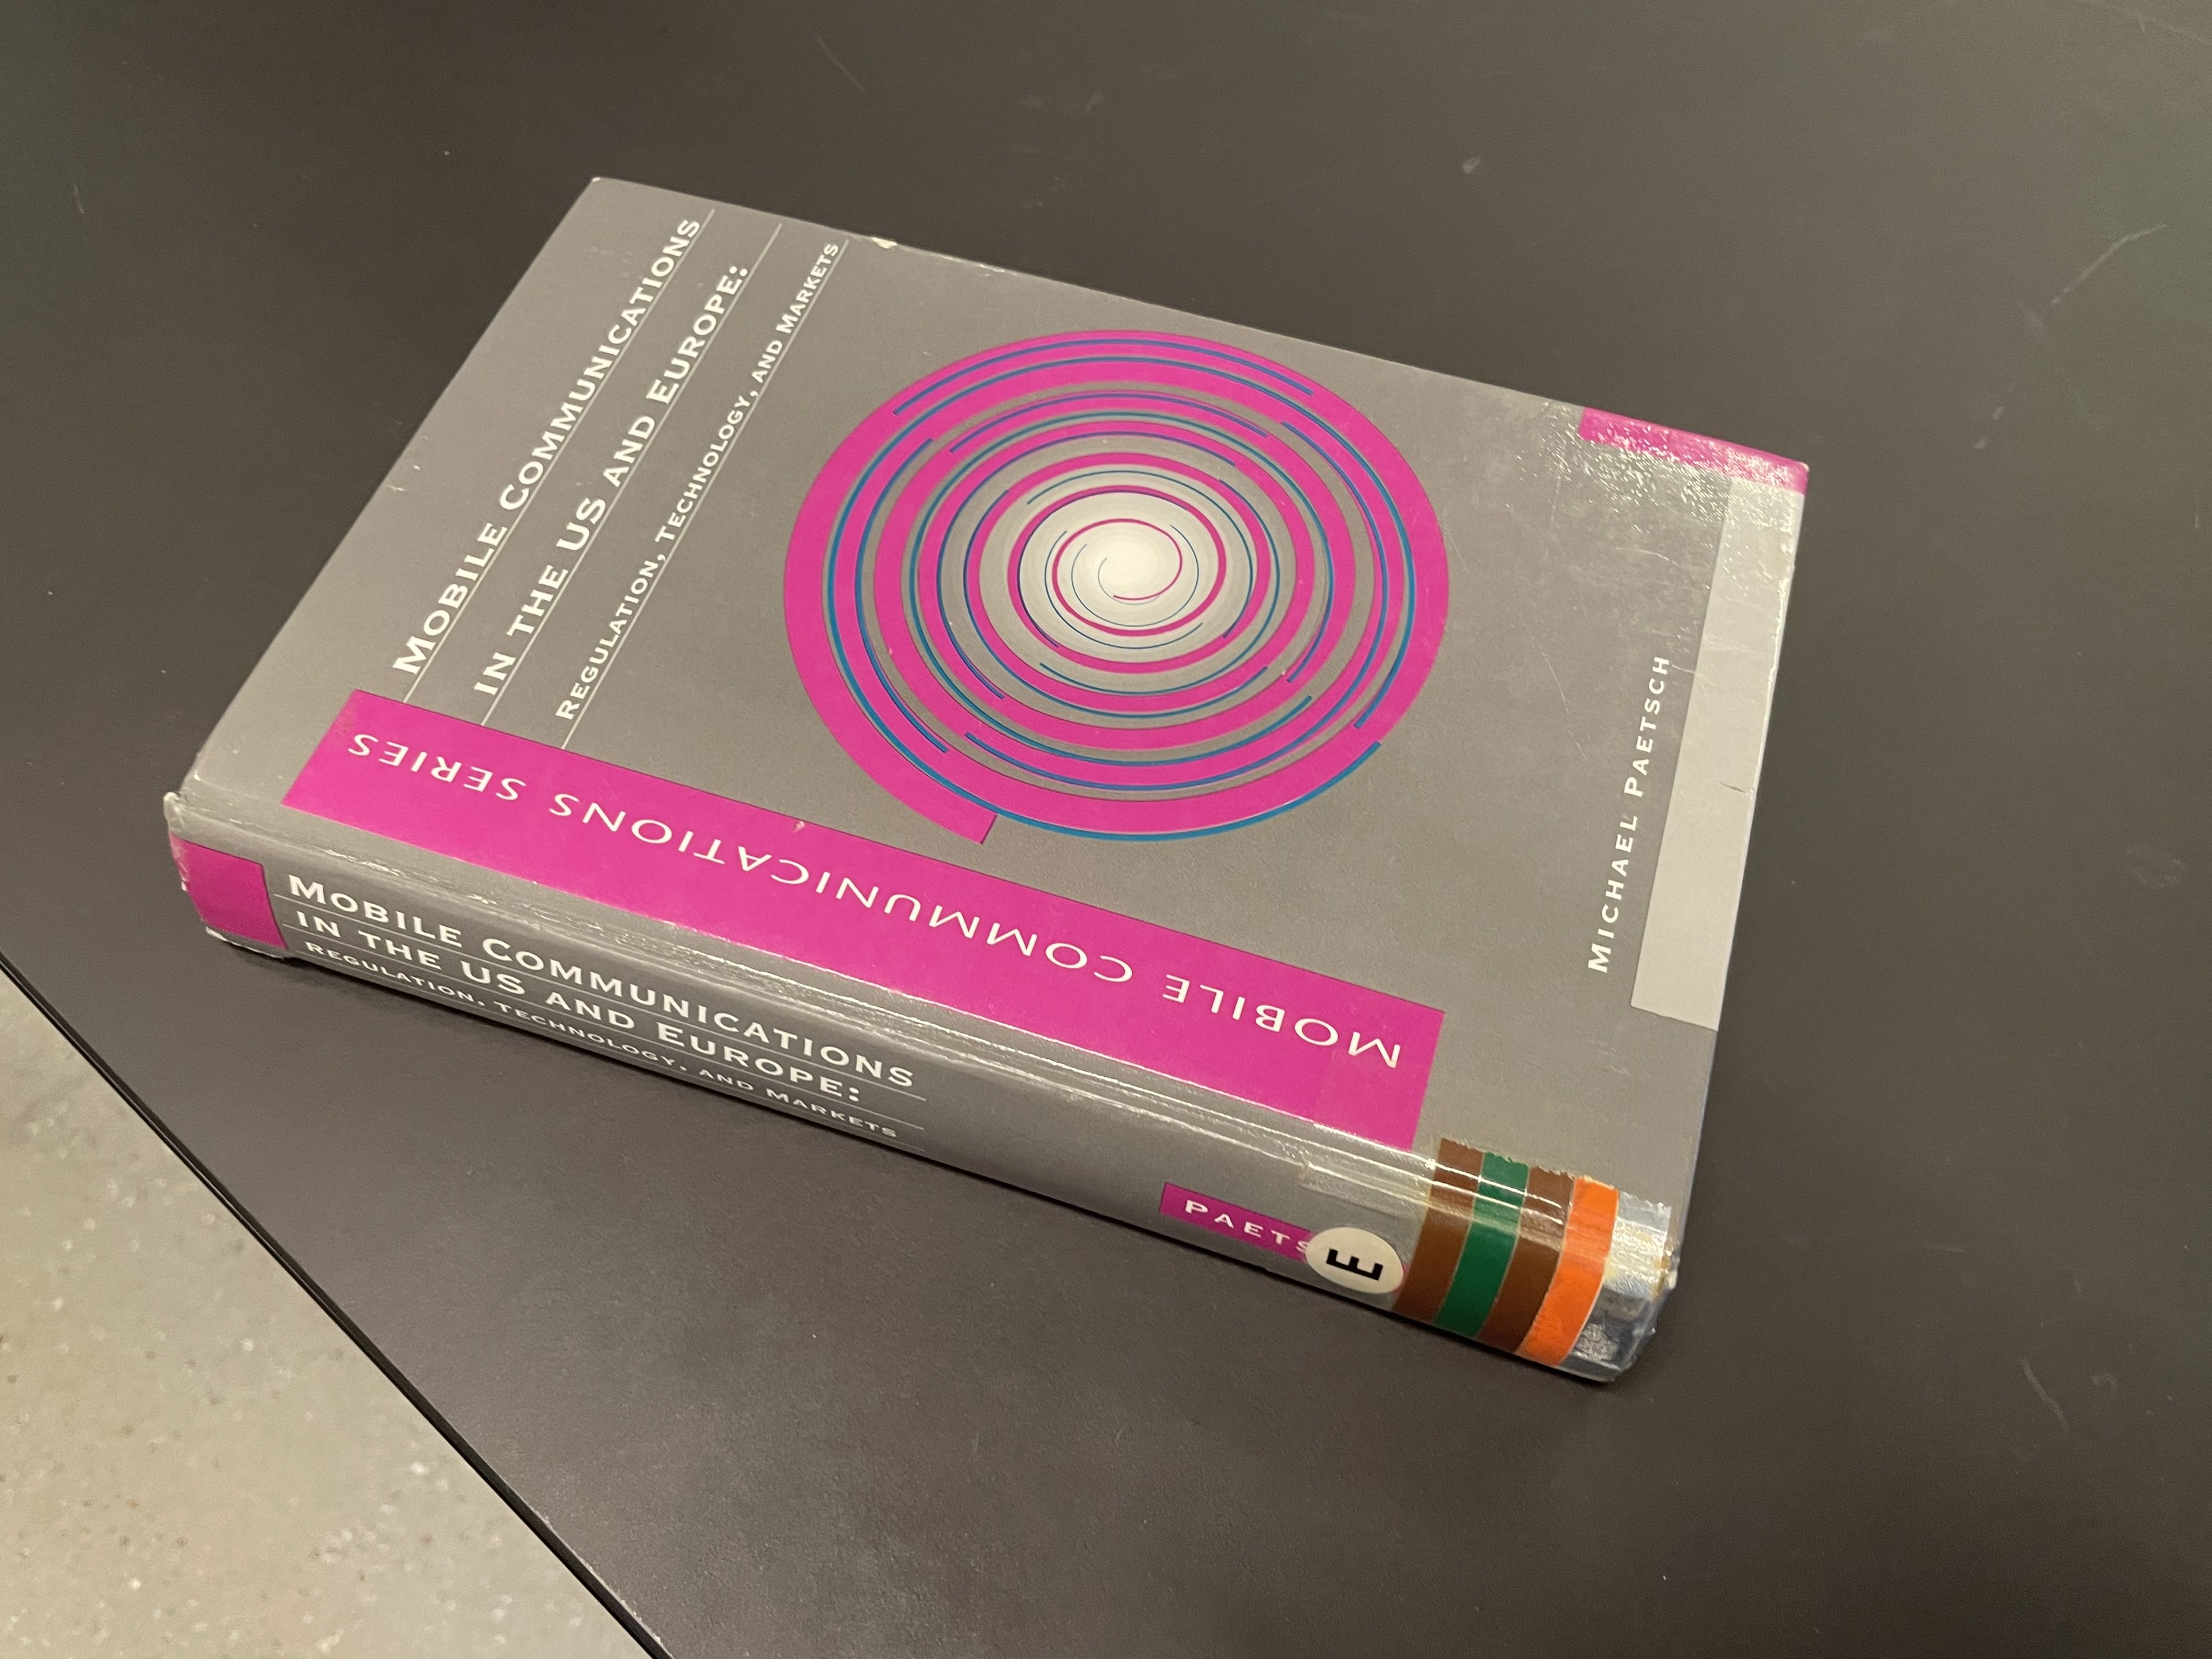 Mobile Communications
in the US and Europe:
Regulation, Technology, and Markets
Michael Paetsch
MOBILE COMMUNICATIONS SERIES
Mobile Communications
in the US and Europe:
Regulation, Technology, and Markets
PAETS
E